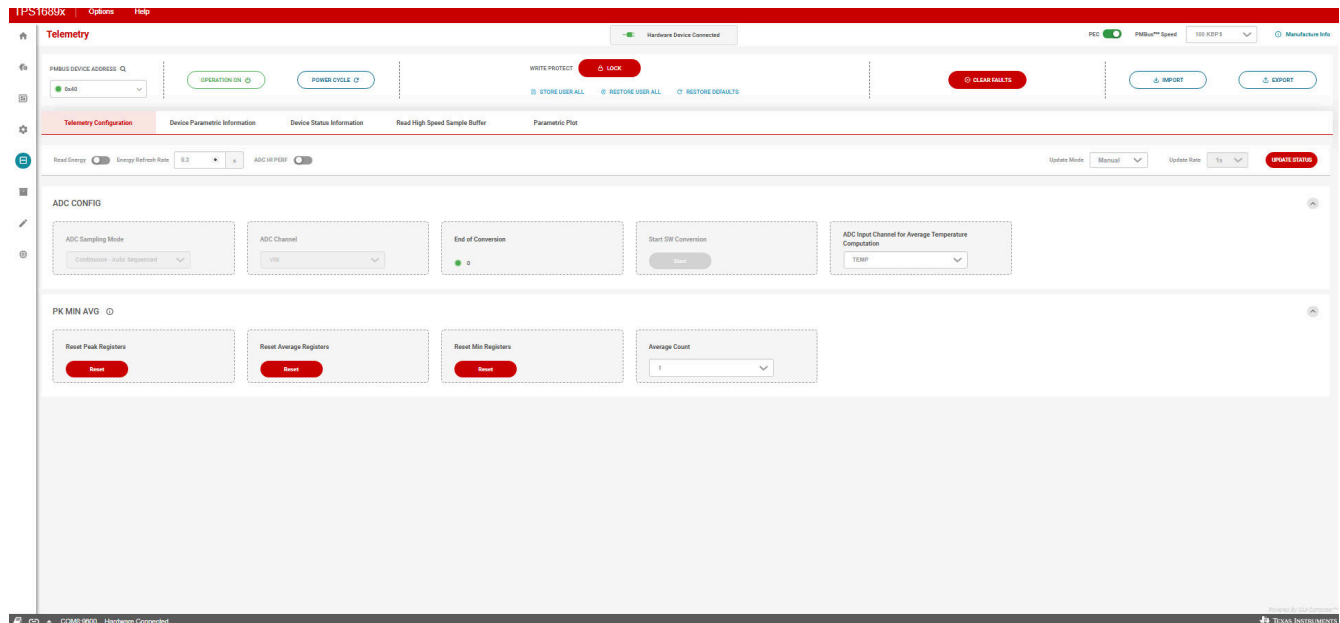 TPS1689x Options Help
Telemetry Hardware Device Connected PEC PMBus™ Speed 100 KBPS Manufacture Info
PMBUS DEVICE ADDRESS
0x40
OPERATION ON POWER CYCLE
WRITE PROTECT LOCK
STORE USER ALL RESTORE USER ALL RESTORE DEFAULTS
CLEAR FAULTS IMPORT EXPORT
Telemetry Configuration Device Parametric Information Device Status Information Read High Speed Sample Buffer Parametric Plot
Read Energy Energy Refresh Rate 0.3 s ADC HI PERF Update Mode Manual Update Rate 1s UPDATE STATUS
ADC CONFIG
ADC Sampling Mode
Continuous - Auto Sequenced
ADC Channel
VIN
End of Conversion
0
Start SW Conversion
Start
ADC Input Channel for Average Temperature
Computation
TEMP
PK MIN AVG
Reset Peak Registers
Reset
Reset Average Registers
Reset
Reset Min Registers
Reset
Average Count
1
Powered By GUI Composer™
COM8:9600 Hardware Connected TEXAS INSTRUMENTS